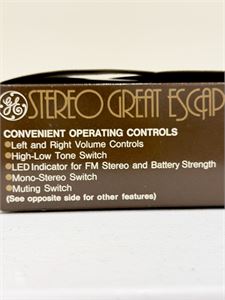 GE STEREO GREAT ESCAP
CONVENIENT OPERATING CONTROLS
•Left and Right Volume Controls
•High-Low Tone Switch
•LED Indicator for FM Stereo and Battery Strength
•Mono-Stereo Switch
•Muting Switch
(See opposite side for other features)